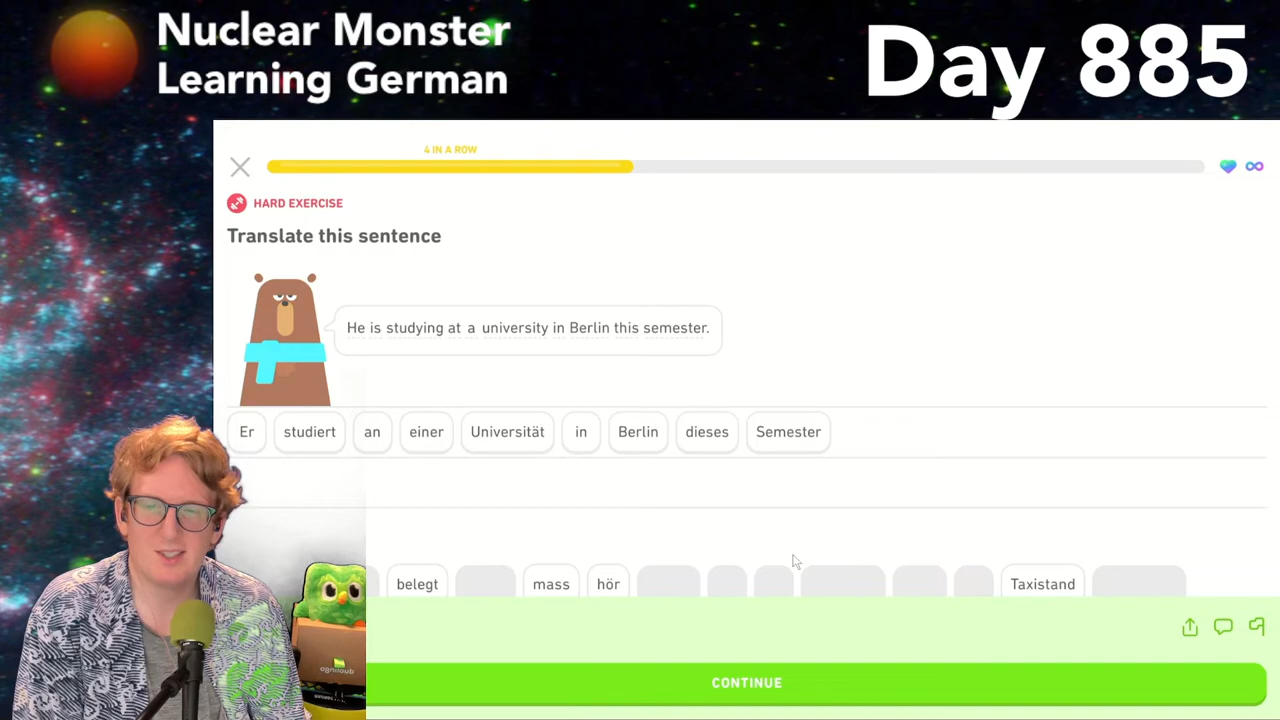 Nuclear Monster
Learning German
Day 885
4 IN A ROW
HARD EXERCISE
Translate this sentence
He is studying at a university in Berlin this semester.
Er studiert an einer Universität in Berlin dieses Semester
belegt mass hör Taxistand
CONTINUE